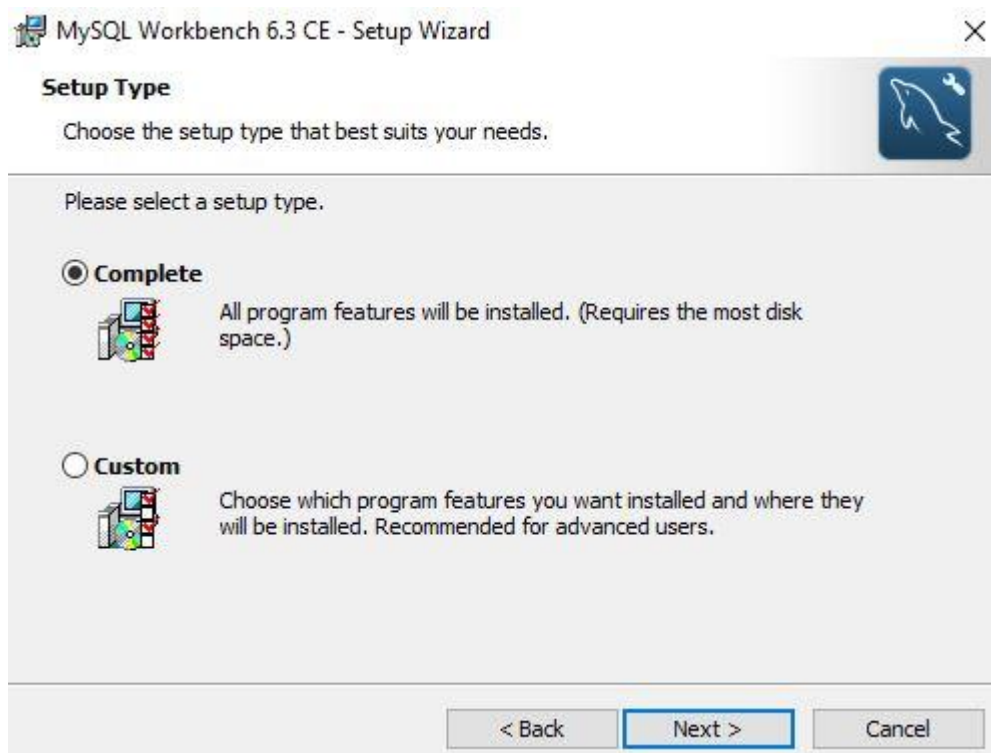 MySQL Workbench 6.3 CE - Setup Wizard
Setup Type
Choose the setup type that best suits your needs.
Please select a setup type.
Complete
All program features will be installed. (Requires the most disk
space.)
Custom
Choose which program features you want installed and where they
will be installed. Recommended for advanced users.
< Back
Next >
Cancel